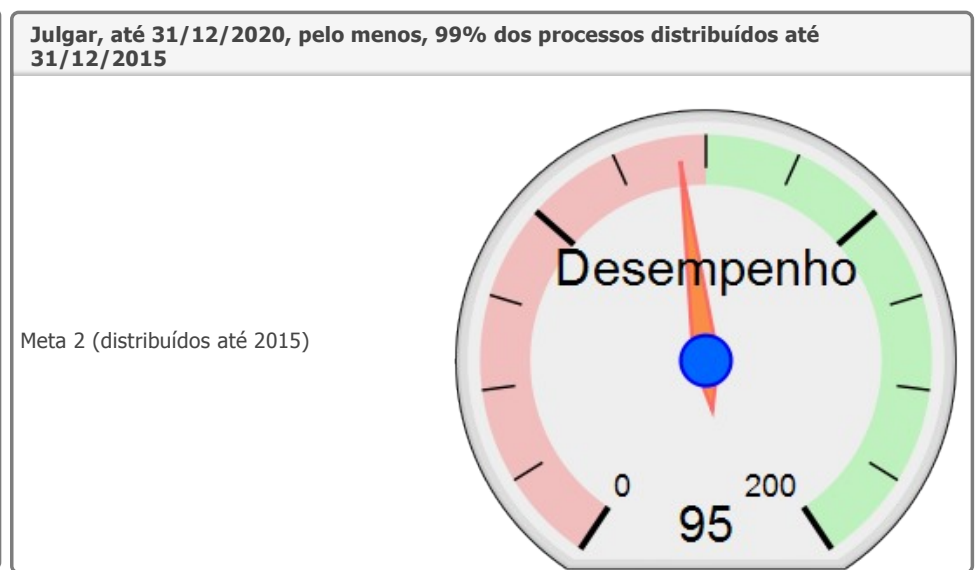 Julgar, até 31/12/2020, pelo menos, 99% dos processos distribuídos até
31/12/2015
Desempenho
Meta 2 (distribuídos até 2015)
0 200
95